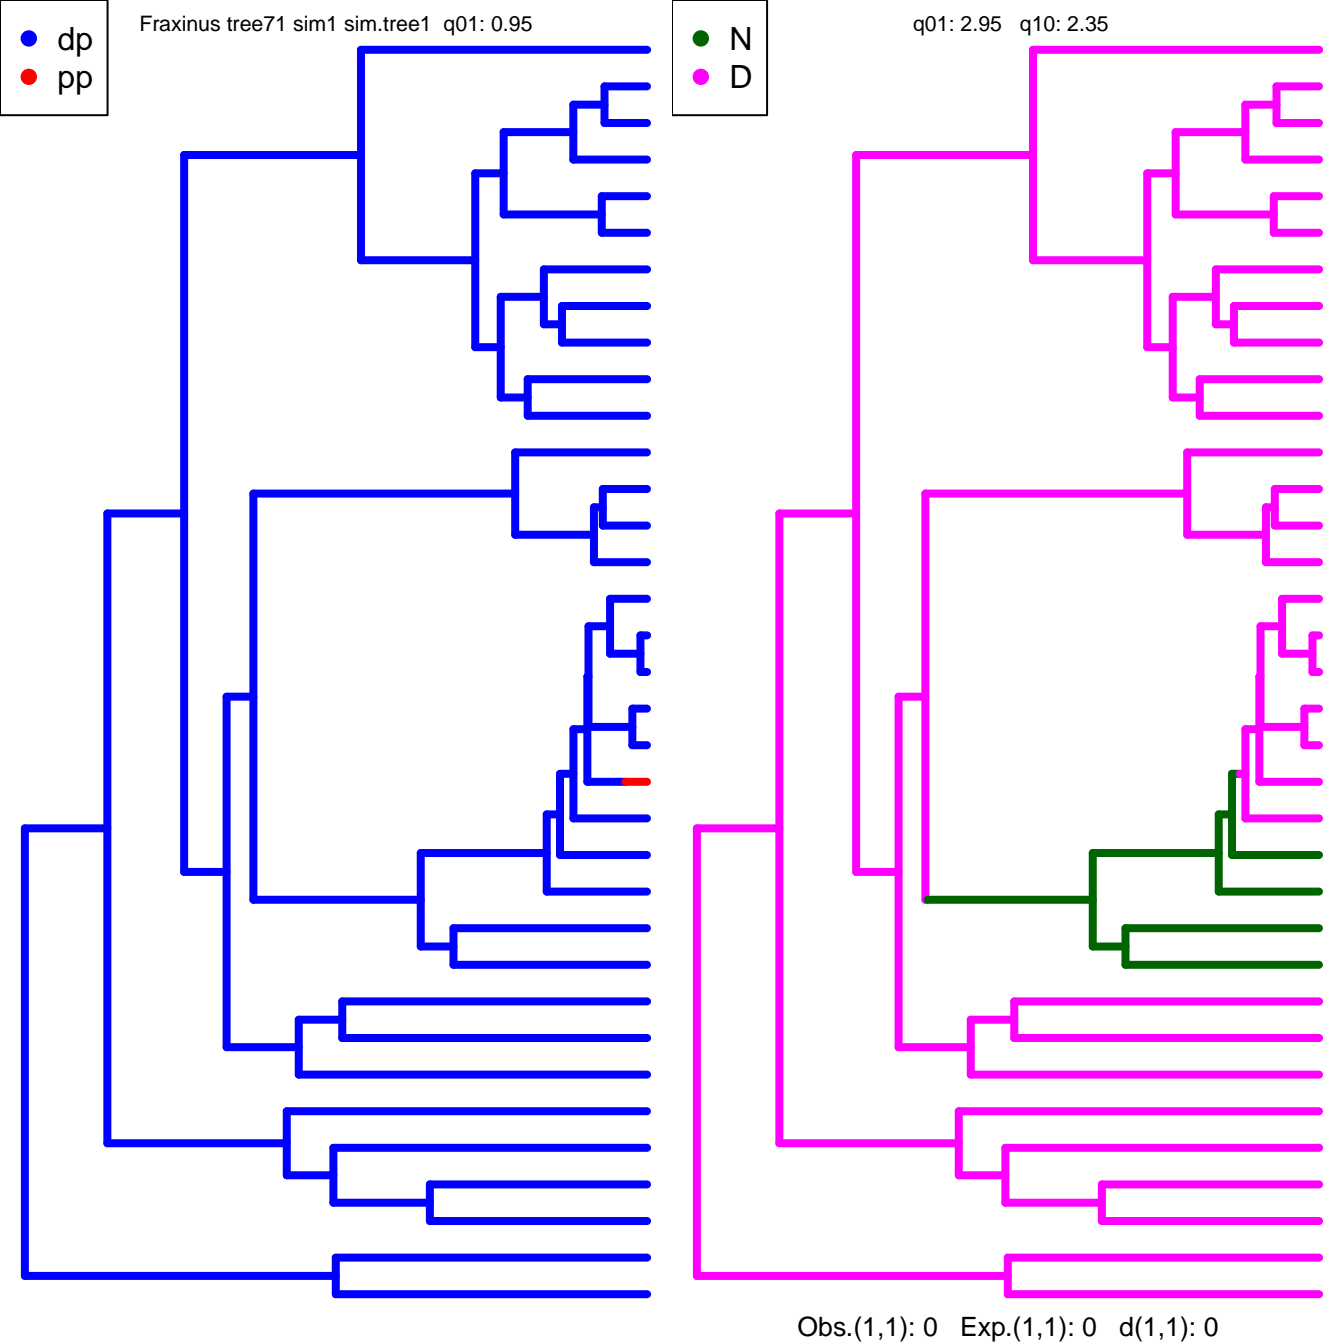 Fraxinus tree71 sim1 sim.tree1 q01: 0.95
dp
pp
q01: 2.95 q10: 2.35
N
D
Obs.(1,1): 0 Exp.(1,1): 0 d(1,1): 0